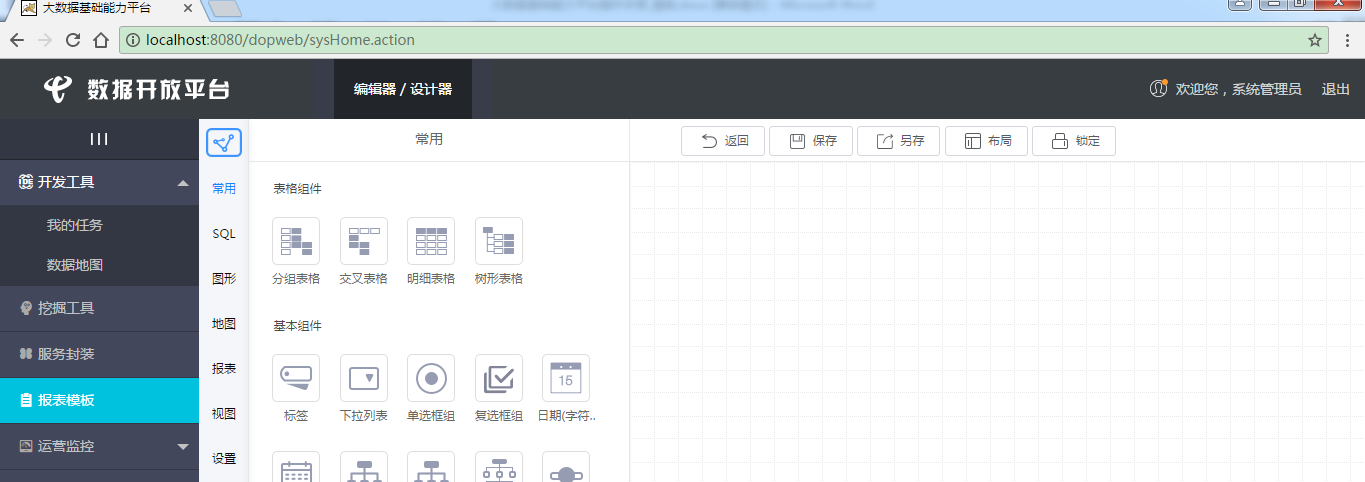 大数据基础能力平台
localhost:8080/dopweb/sysHome.action
数据开放平台
编辑器 / 设计器
欢迎您，系统管理员
退出
开发工具
我的任务
数据地图
挖掘工具
服务封装
报表模板
运营监控
常用
SQL
图形
地图
报表
视图
设置
常用
返回
保存
另存
布局
锁定
表格组件
分组表格
交叉表格
明细表格
树形表格
基本组件
15
标签
下拉列表
单选框组
复选框组
日期(字符..